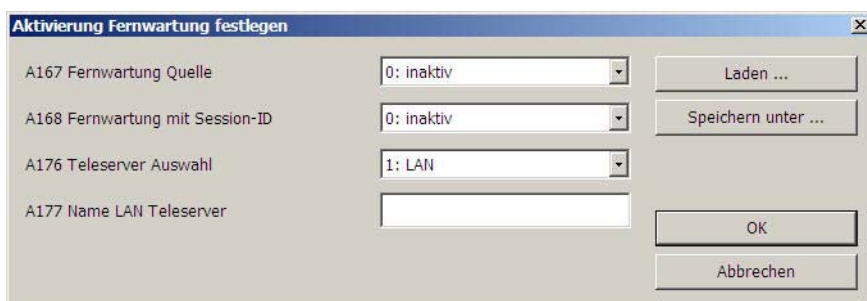 Aktivierung Fernwartung festlegen
A167 Fernwartung Quelle
0: inaktiv
Laden ...
A168 Fernwartung mit Session-ID
0: inaktiv
Speichern unter ...
A176 Teleserver Auswahl
1: LAN
A177 Name LAN Teleserver
OK
Abbrechen